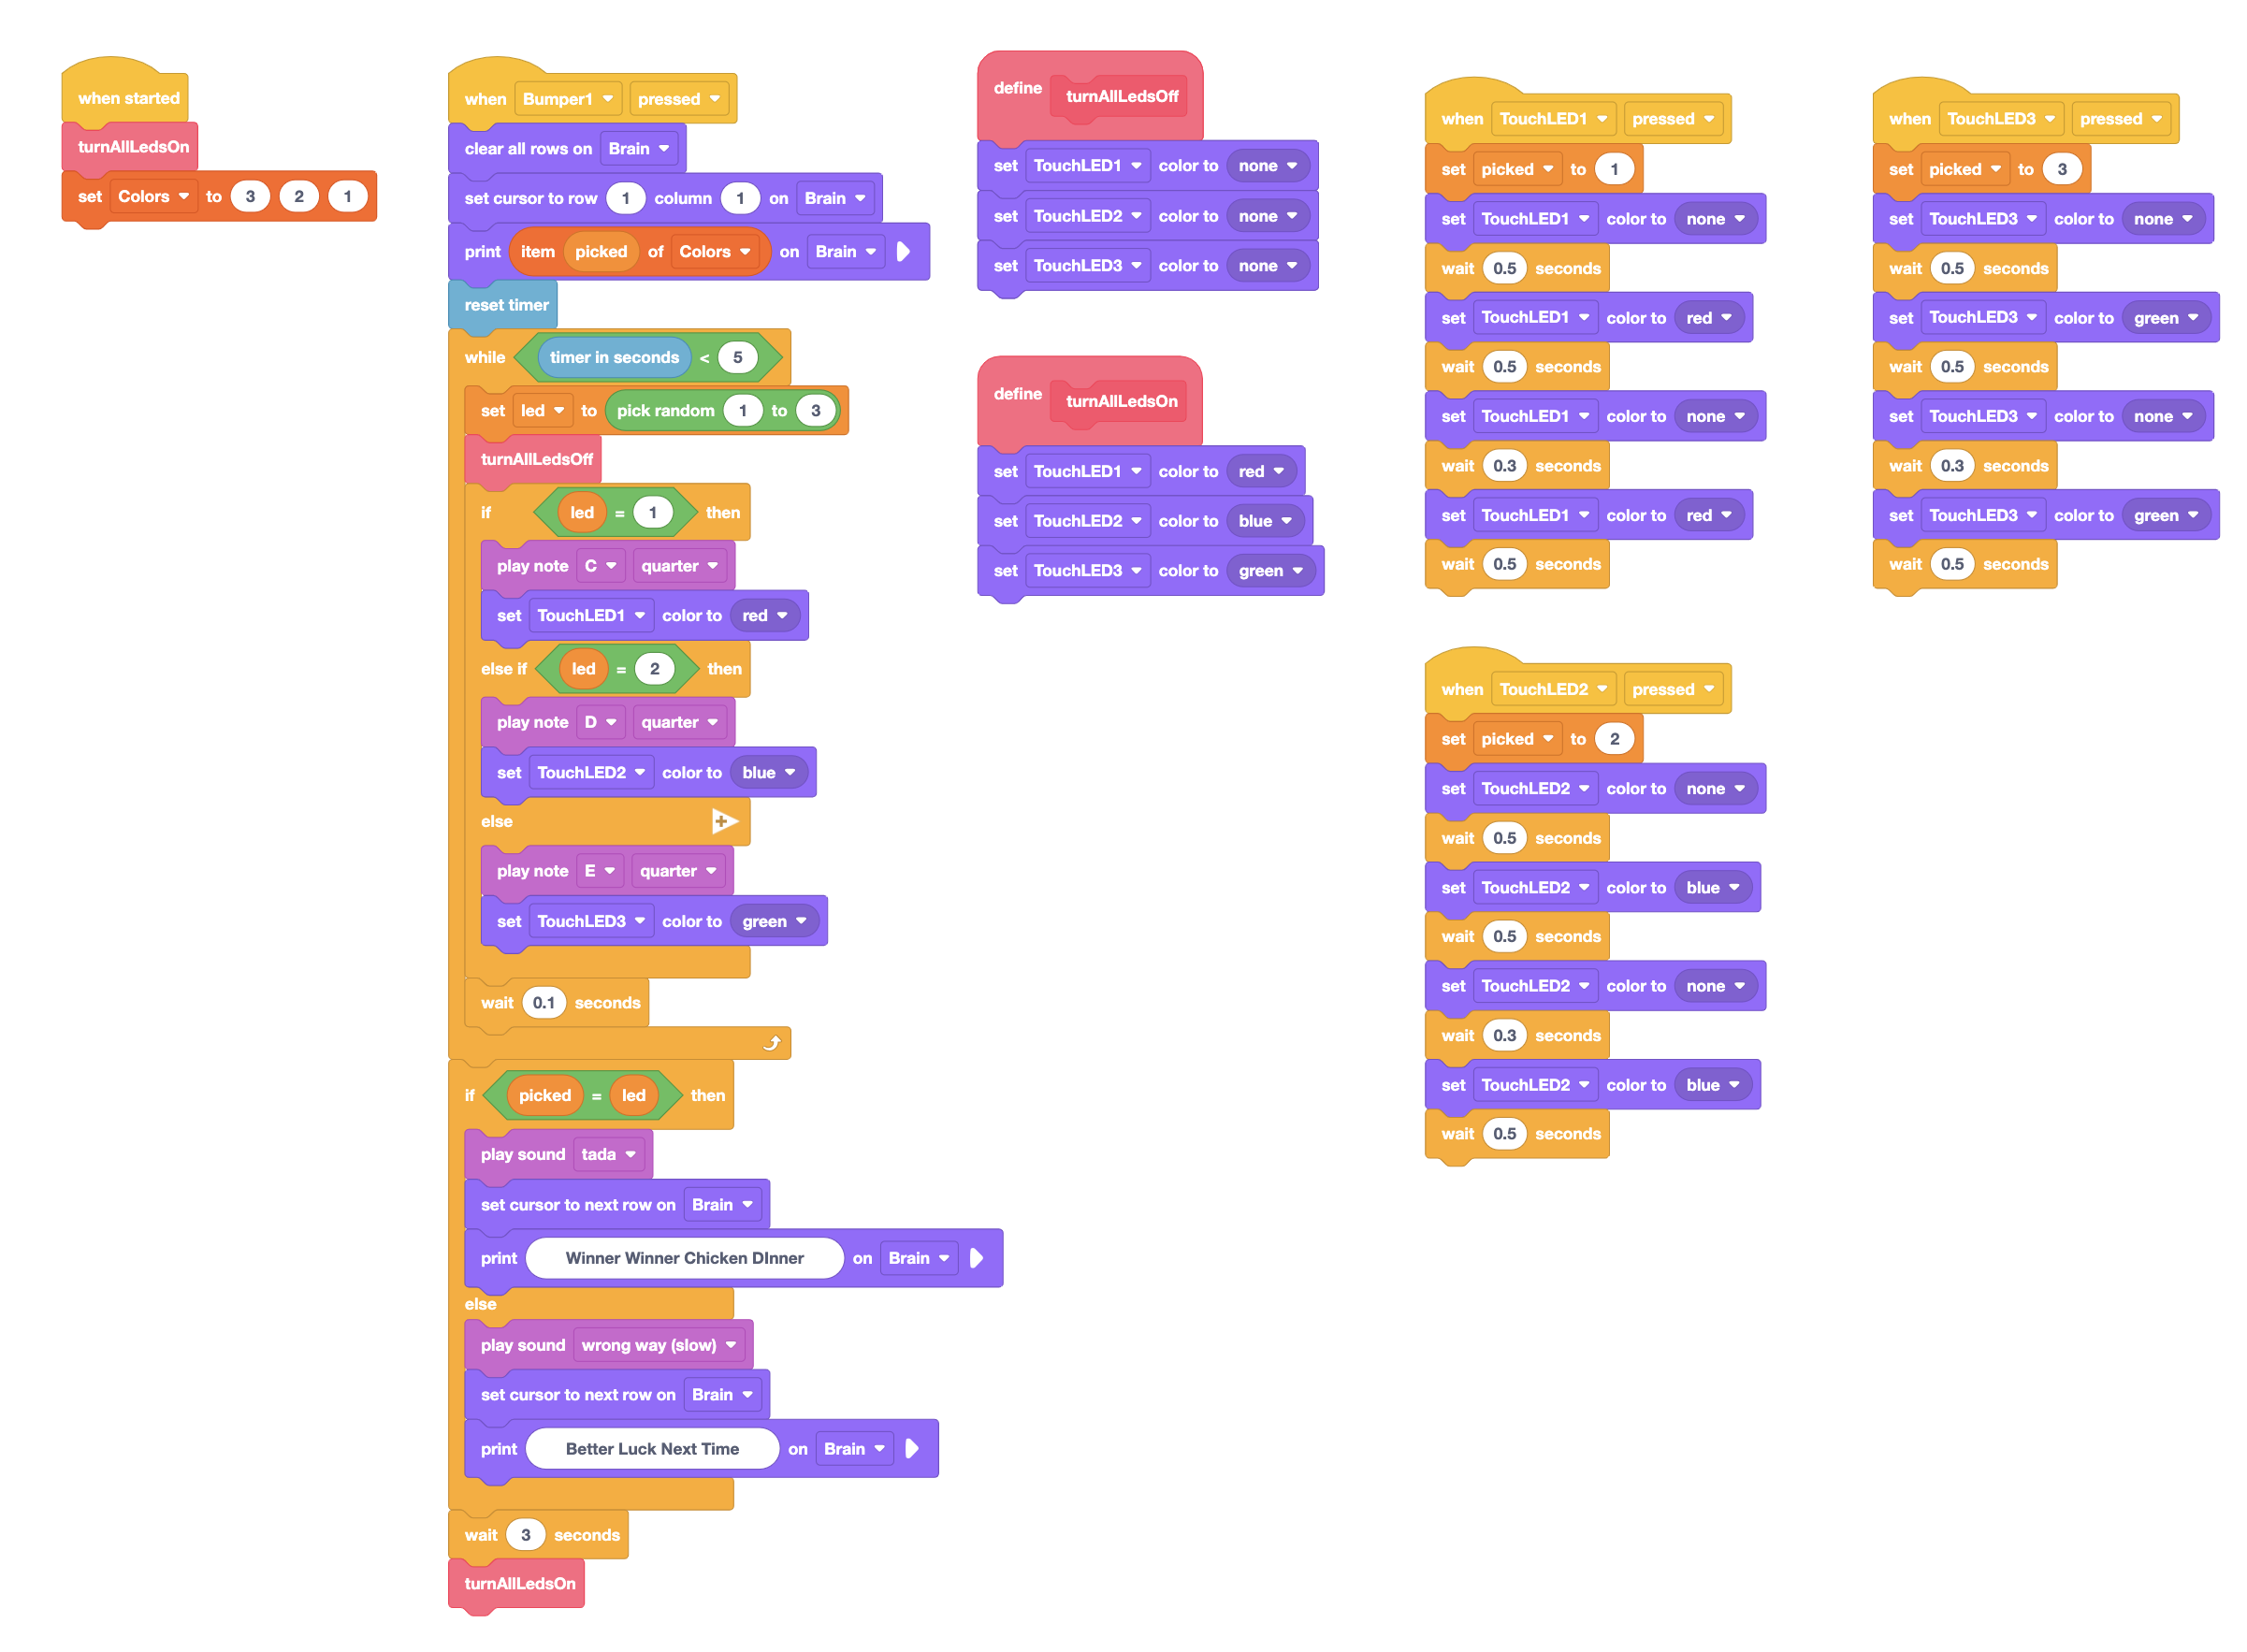 when started
turnAllLedsOn
set Colors to 3 2 1
when Bumper1 pressed
clear all rows on Brain
set cursor to row 1 column 1 on Brain
print item picked of Colors on Brain
reset timer
while timer in seconds < 5
set led to pick random 1 to 3
turnAllLedsOff
if led = 1 then
play note C quarter
set TouchLED1 color to red
else if led = 2 then
play note D quarter
set TouchLED2 color to blue
else
play note E quarter
set TouchLED3 color to green
wait 0.1 seconds
if picked = led then
play sound tada
set cursor to next row on Brain
print Winner Winner Chicken DInner on Brain
else
play sound wrong way (slow)
set cursor to next row on Brain
print Better Luck Next Time on Brain
wait 3 seconds
turnAllLedsOn
define turnAllLedsOff
set TouchLED1 color to none
set TouchLED2 color to none
set TouchLED3 color to none
define turnAllLedsOn
set TouchLED1 color to red
set TouchLED2 color to blue
set TouchLED3 color to green
when TouchLED1 pressed
set picked to 1
set TouchLED1 color to none
wait 0.5 seconds
set TouchLED1 color to red
wait 0.5 seconds
set TouchLED1 color to none
wait 0.3 seconds
set TouchLED1 color to red
wait 0.5 seconds
when TouchLED2 pressed
set picked to 2
set TouchLED2 color to none
wait 0.5 seconds
set TouchLED2 color to blue
wait 0.5 seconds
set TouchLED2 color to none
wait 0.3 seconds
set TouchLED2 color to blue
wait 0.5 seconds
when TouchLED3 pressed
set picked to 3
set TouchLED3 color to none
wait 0.5 seconds
set TouchLED3 color to green
wait 0.5 seconds
set TouchLED3 color to none
wait 0.3 seconds
set TouchLED3 color to green
wait 0.5 seconds